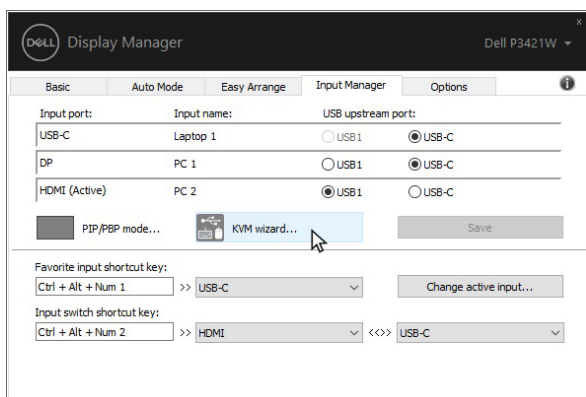 x
DELL Display Manager Dell P3421W
Basic Auto Mode Easy Arrange Input Manager Options i
Input port: Input name: USB upstream port:
USB-C Laptop 1 USB1 USB-C
DP PC 1 USB1 USB-C
HDMI (Active) PC 2 USB1 USB-C
PIP/PBP mode... KVM wizard... Save
Favorite input shortcut key:
Ctrl + Alt + Num 1 >> USB-C Change active input...
Input switch shortcut key:
Ctrl + Alt + Num 2 >> HDMI <<>> USB-C